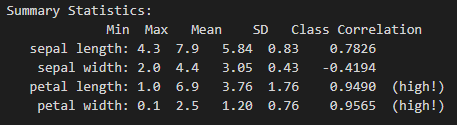 Summary Statistics:
Min Max Mean SD Class Correlation
sepal length: 4.3 7.9 5.84 0.83 0.7826
sepal width: 2.0 4.4 3.05 0.43 -0.4194
petal length: 1.0 6.9 3.76 1.76 0.9490 (high!)
petal width: 0.1 2.5 1.20 0.76 0.9565 (high!)